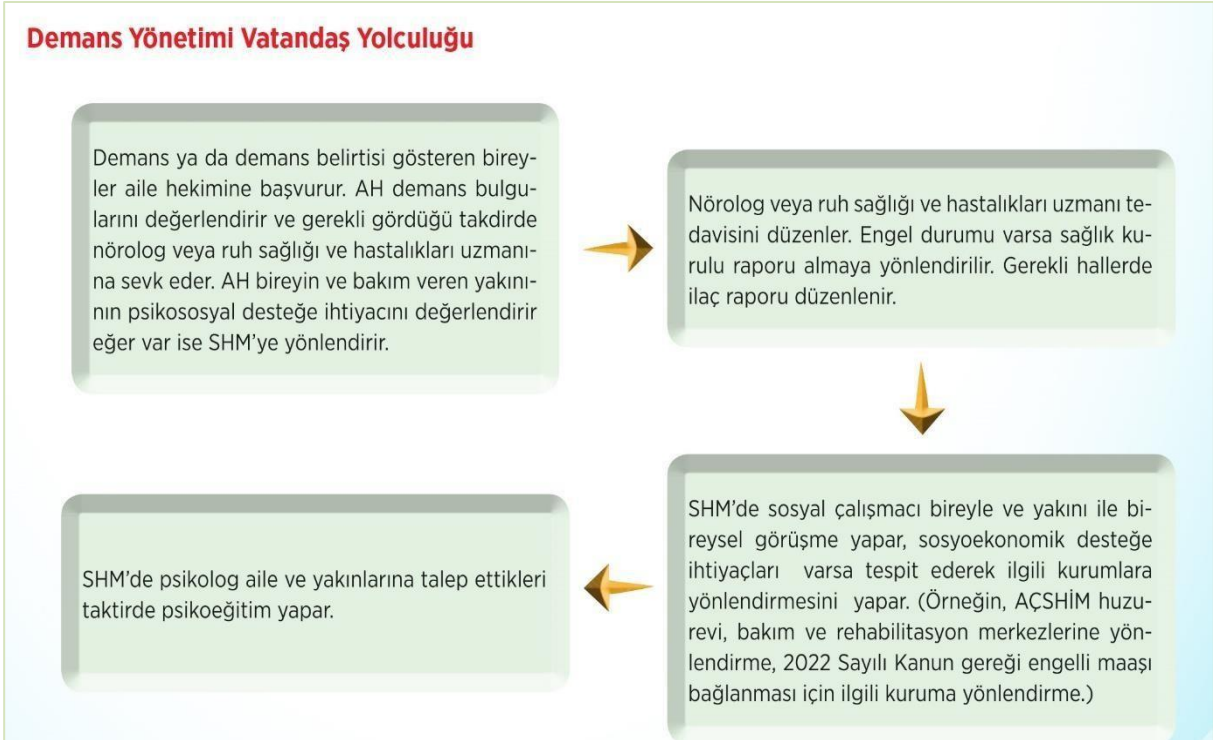 Demans Yönetimi Vatandaş Yolculuğu
Demans ya da demans belirtisi gösteren birey-
ler aile hekimine başvurur. AH demans bulgu-
larını değerlendirir ve gerekli gördüğü takdirde
nörolog veya ruh sağlığı ve hastalıkları uzmanı-
na sevk eder. AH bireyin ve bakım veren yakını-
nın psikososyal desteğe ihtiyacını değerlendirir
eğer var ise SHM’ye yönlendirir.
Nörolog veya ruh sağlığı ve hastalıkları uzmanı te-
davisini düzenler. Engel durumu varsa sağlık ku-
rulu raporu almaya yönlendirilir. Gerekli hallerde
ilaç raporu düzenlenir.
SHM’de sosyal çalışmacı bireyle ve yakını ile bi-
reysel görüşme yapar, sosyoekonomik desteğe
ihtiyaçları varsa tespit ederek ilgili kurumlara
yönlendirmesini yapar. (Örneğin, AÇSHİM huzu-
revi, bakım ve rehabilitasyon merkezlerine yön-
lendirme, 2022 Sayılı Kanun gereği engelli maaşı
bağlanması için ilgili kuruma yönlendirme.)
SHM’de psikolog aile ve yakınlarına talep ettikleri
taktirde psikoeğitim yapar.